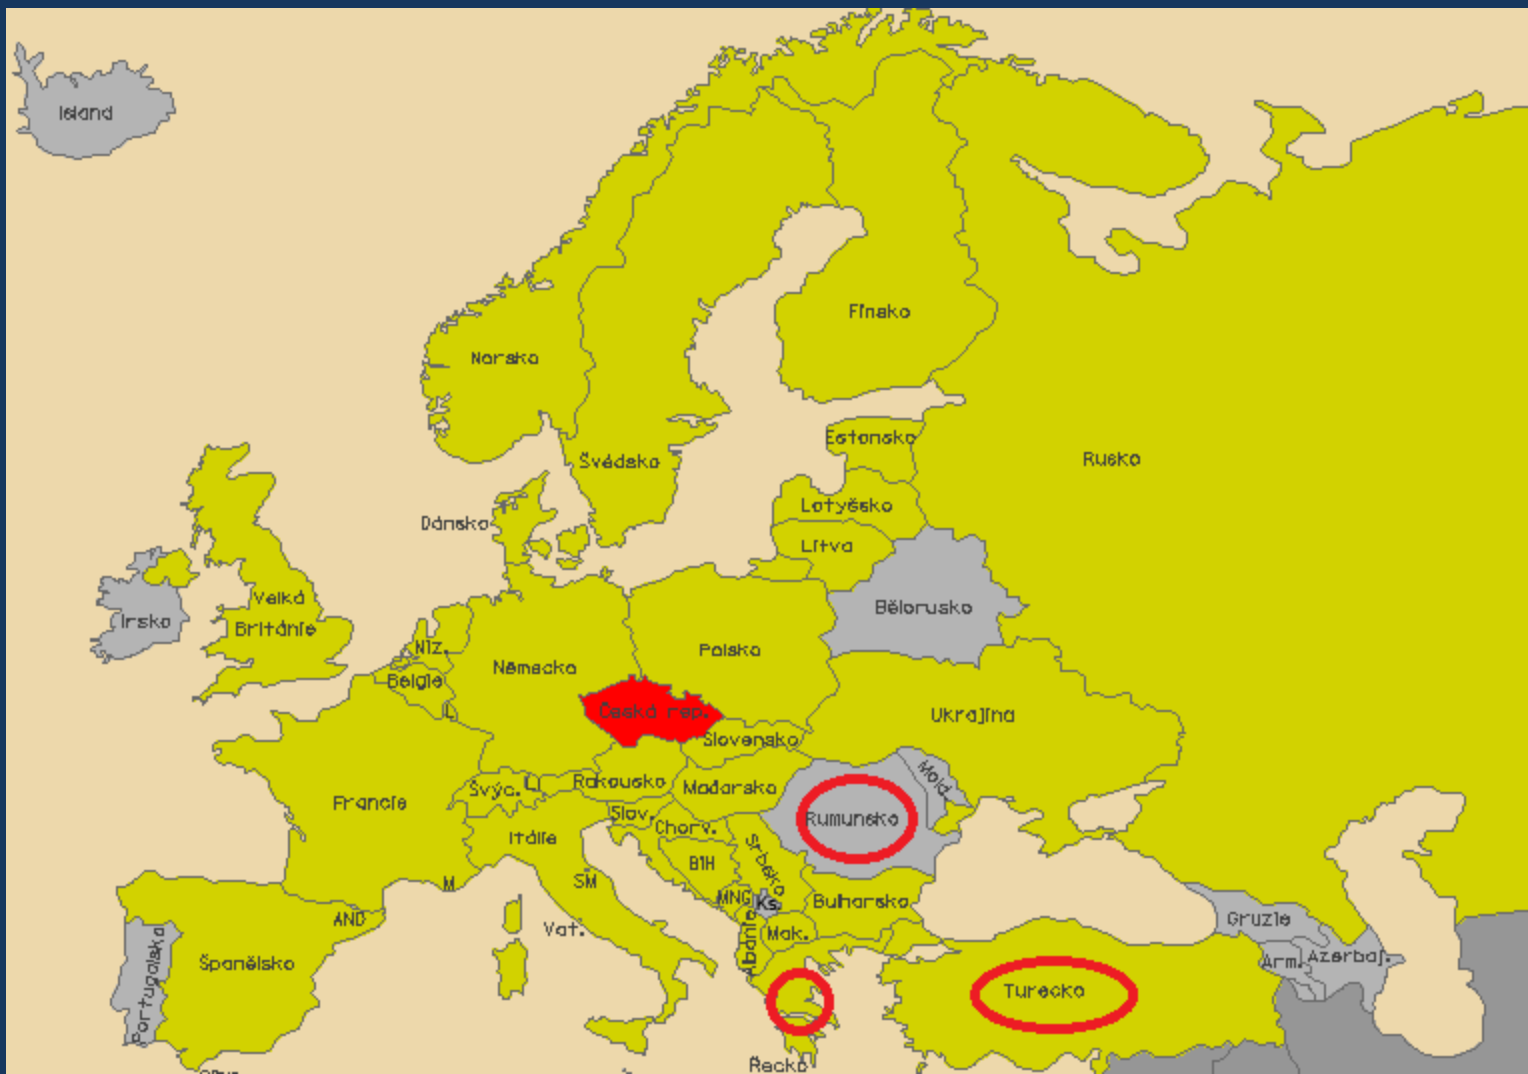 Island
Norsko
Finsko
Švédsko
Estonsko
Rusko
Lotyšsko
Dánsko
Litva
Velká
Británie
Irsko
Bělorusko
Niz.
Belgie
Německo
Polsko
L
Česká rep.
Ukrajina
Slovensko
Švýc.
L
Rakousko
Maďarsko
Mold
Francie
Slov.
Chorv.
Rumunsko
Itálie
BIH
Srbsko
M
SM
MNG
Ks.
Bulharsko
AND
Vat.
Albánie
Mak.
Gruzie
Portugalsko
Španělsko
Arm.
Azerbaj.
Turecko
Řecko